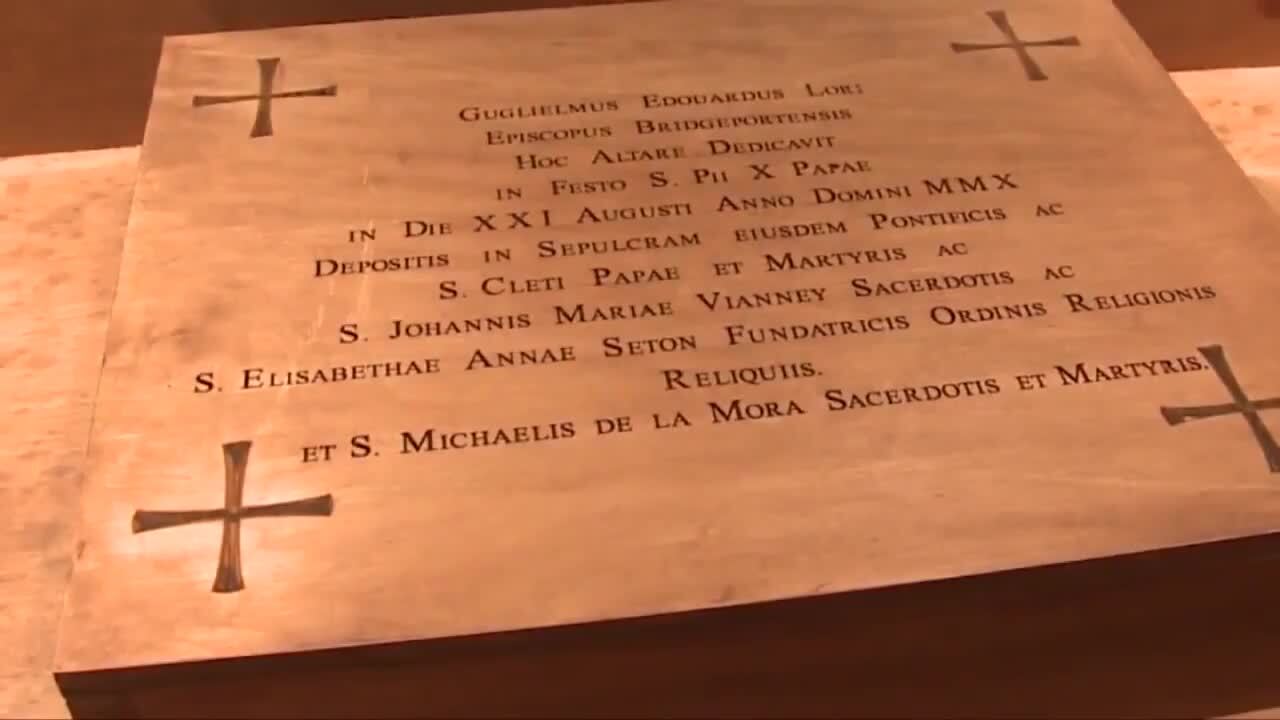 Guglielmus Edouardus Lori
Episcopus Bridgeportensis
Hoc Altare Dedicavit
in Festo S. Pii X Papae
in Die XXI Augusti Anno Domini MMX
Depositis in Sepulcram eiusdem Pontificis ac
S. Cleti Papae et Martyris ac
S. Johannis Mariae Vianney Sacerdotis ac
S. Elisabethae Annae Seton Fundatricis Ordinis Religionis
Reliquiis.
et S. Michaelis de la Mora Sacerdotis et Martyris.